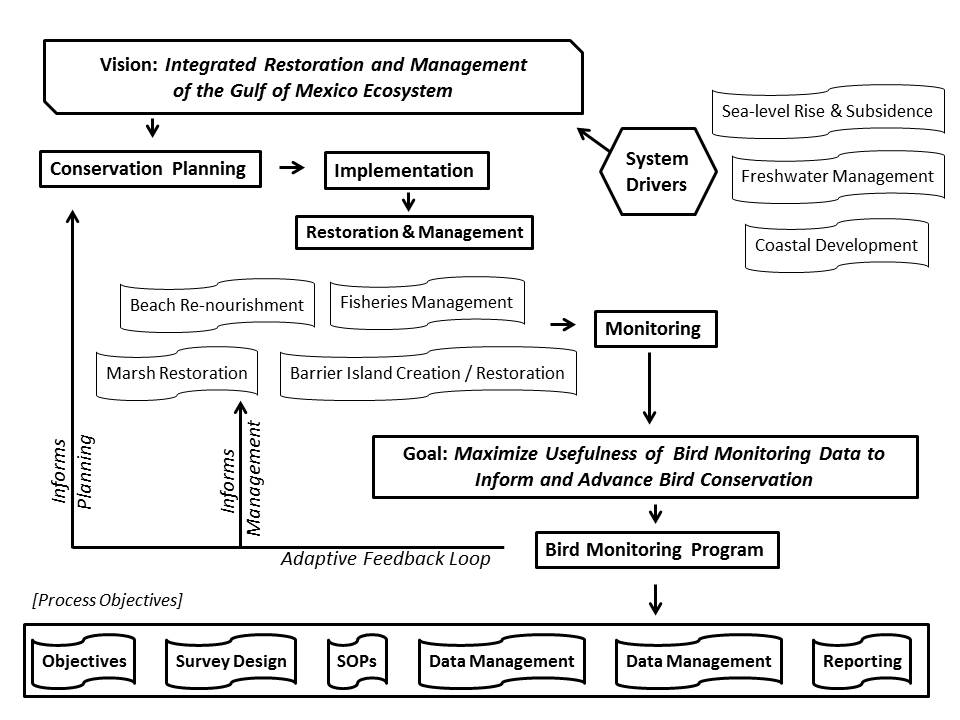 Vision: Integrated Restoration and Management
of the Gulf of Mexico Ecosystem
Sea-level Rise & Subsidence
System
Drivers
Conservation Planning
Implementation
Freshwater Management
Restoration & Management
Coastal Development
Beach Re-nourishment
Fisheries Management
Monitoring
Marsh Restoration
Barrier Island Creation / Restoration
Informs
Planning
Informs
Management
Goal: Maximize Usefulness of Bird Monitoring Data to
Inform and Advance Bird Conservation
Adaptive Feedback Loop
Bird Monitoring Program
[Process Objectives]
Objectives
Survey Design
SOPs
Data Management
Data Management
Reporting